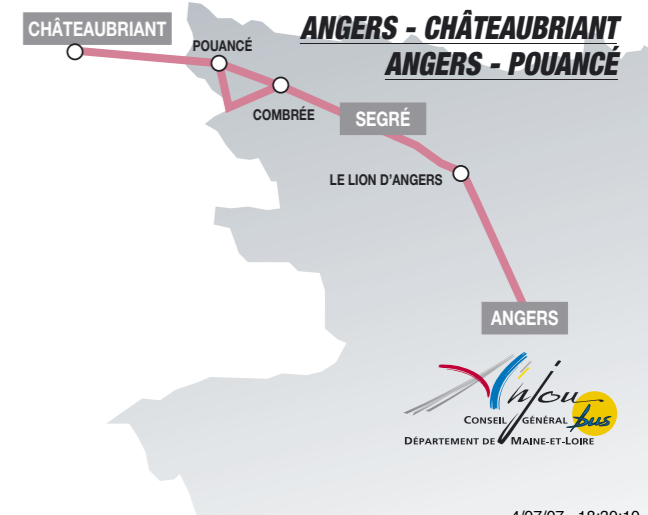 ANGERS - CHÂTEAUBRIANT
ANGERS - POUANCÉ
CHÂTEAUBRIANT
POUANCÉ
COMBRÉE
SEGRÉ
LE LION D'ANGERS
ANGERS
Anjou
bus
CONSEIL GÉNÉRAL
DÉPARTEMENT DE MAINE-ET-LOIRE